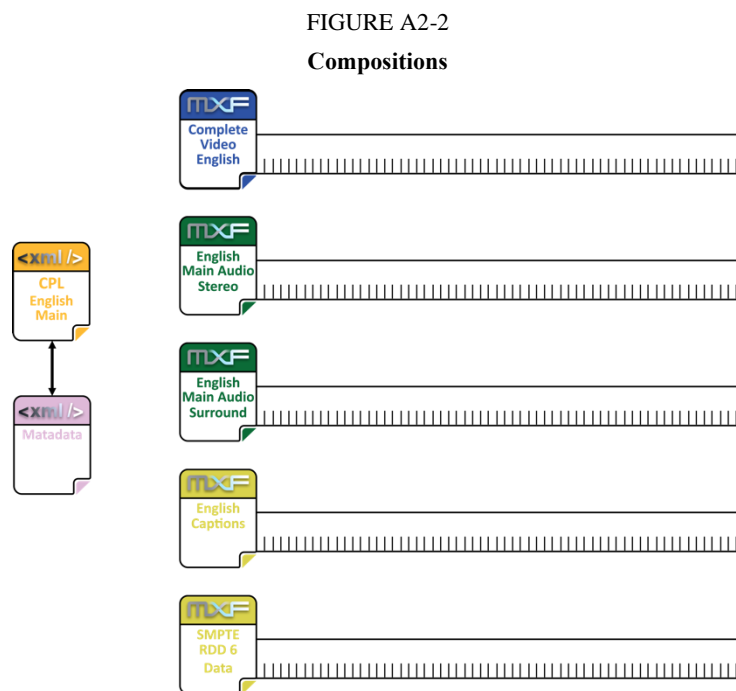 FIGURE A2-2
Compositions
mxF
Complete
Video
English
mxF
English
Main Audio
Stereo
<xml/>
CPL
English
Main
mxF
English
Main Audio
Surround
<xml/>
Matadata
mxF
English
Captions
mxF
SMPTE
RDD 6
Data